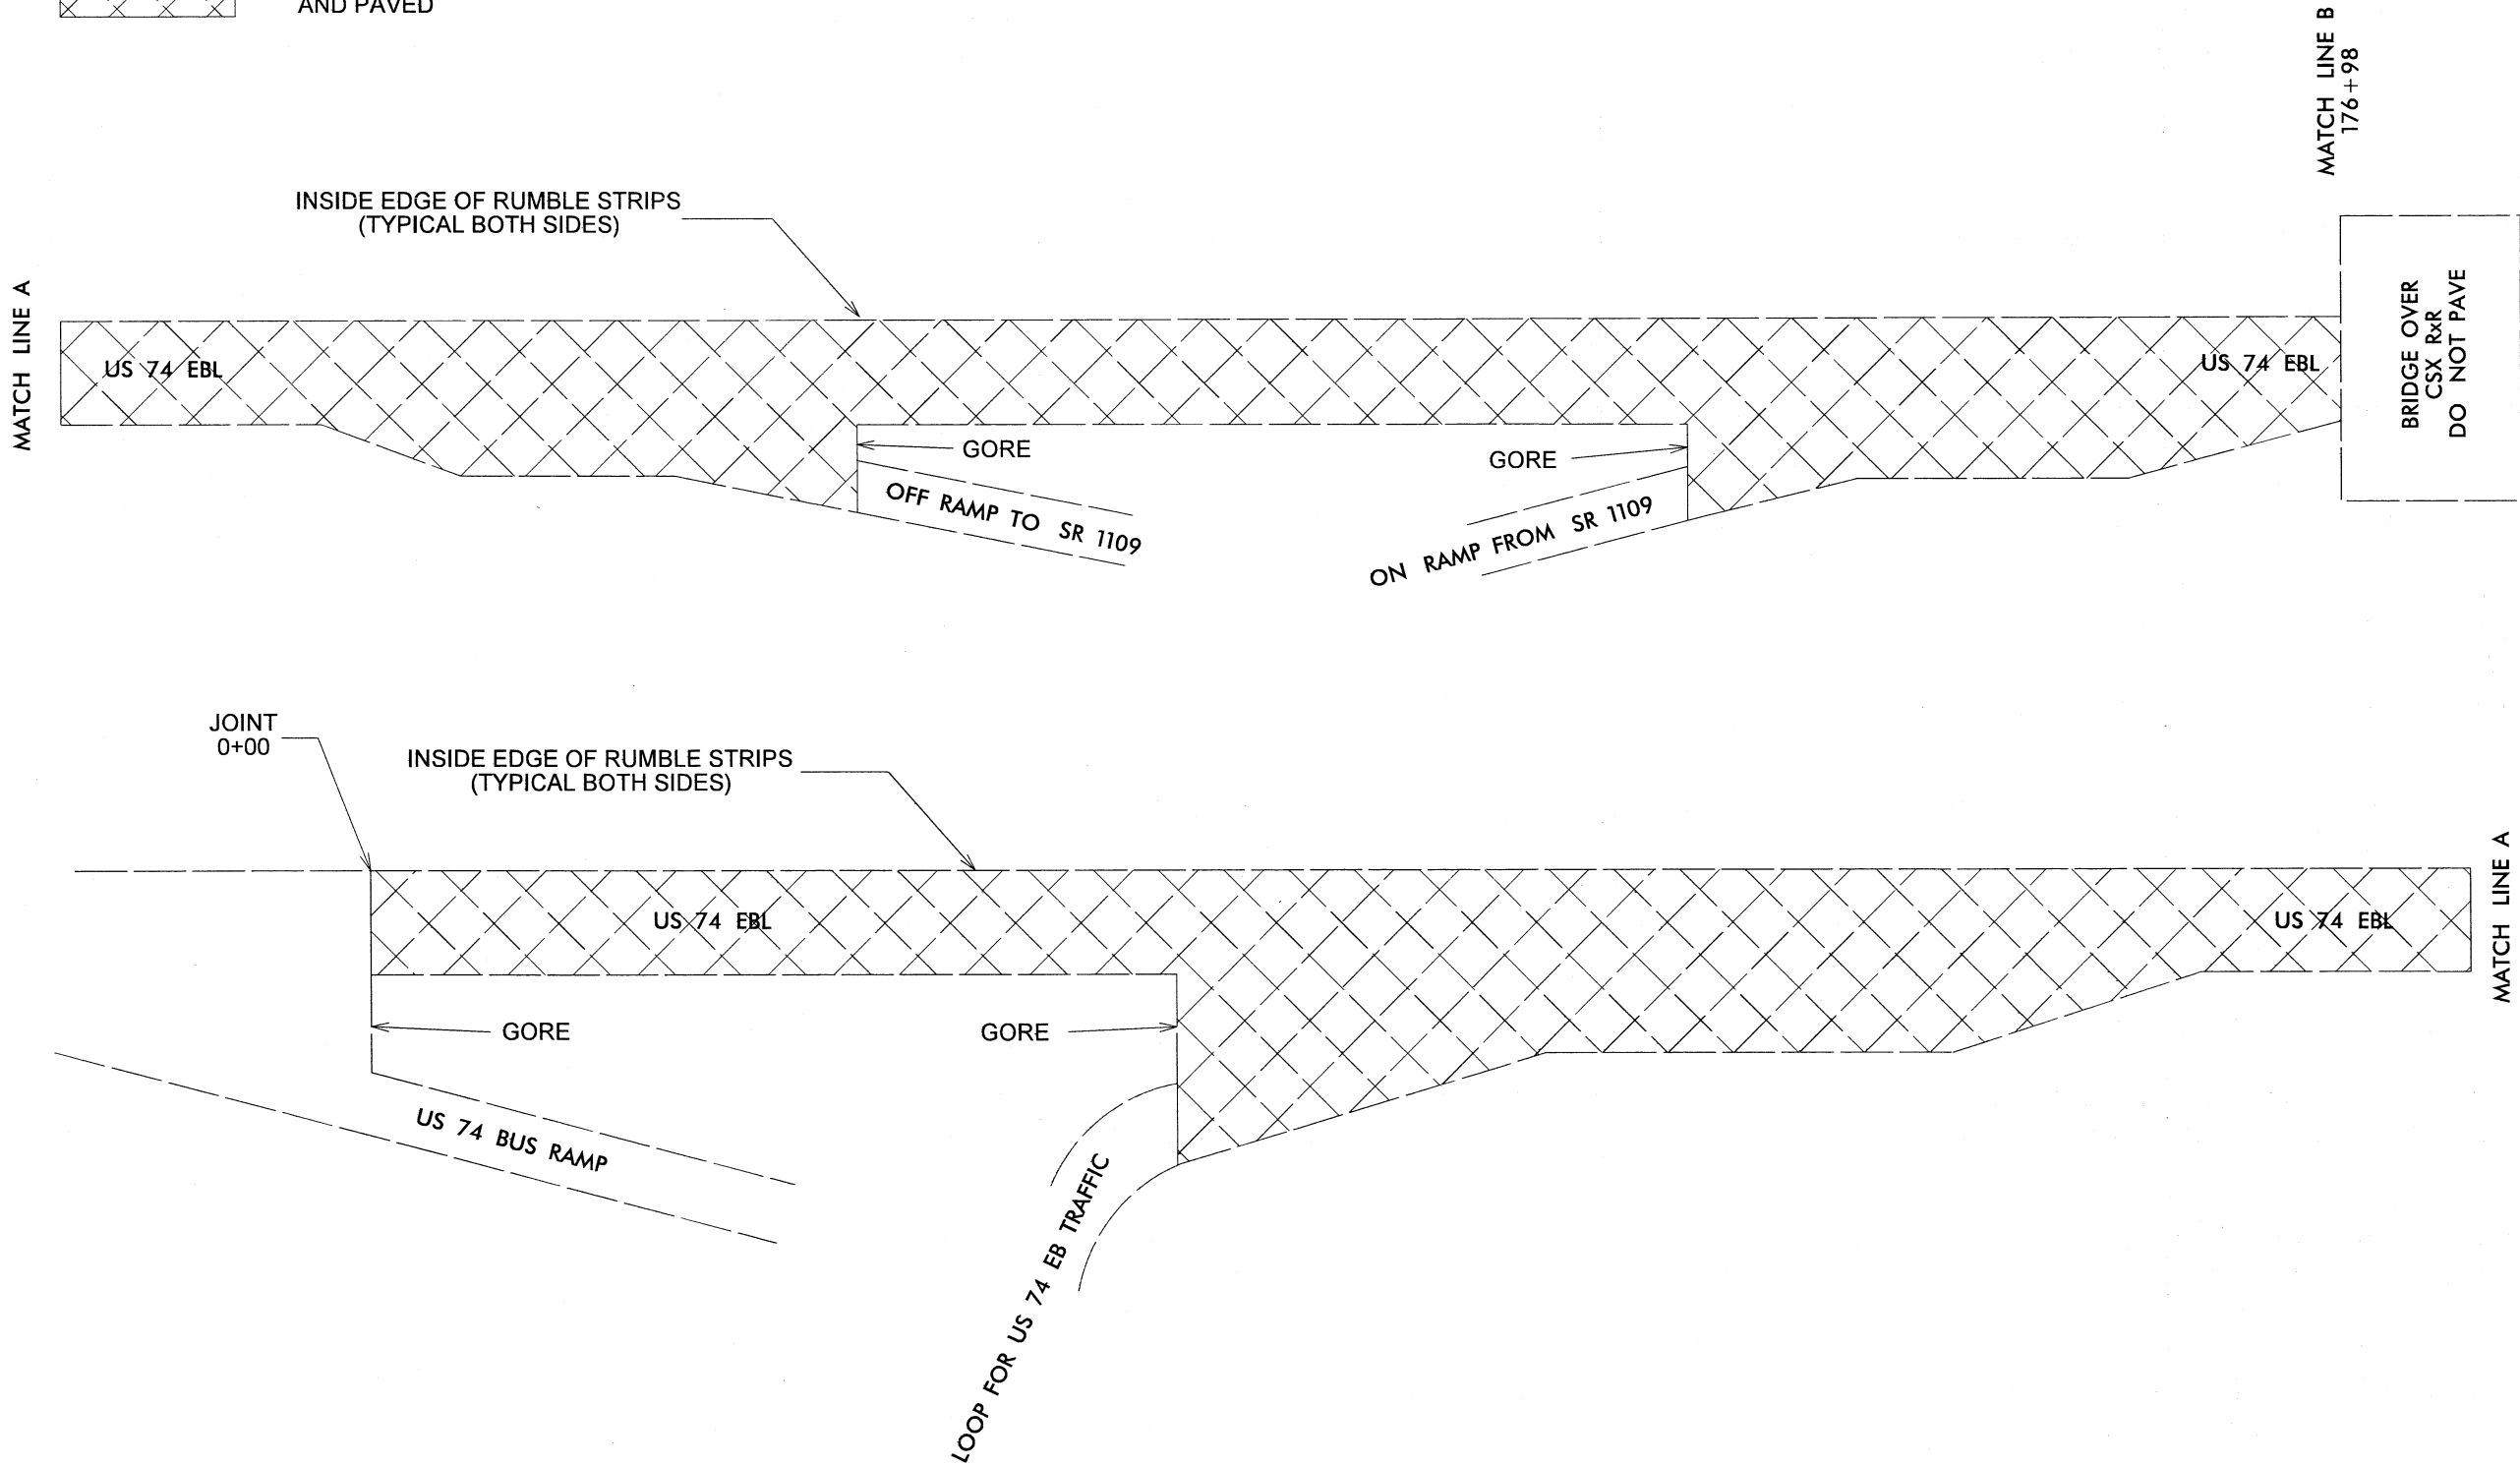 AND PAVED
MATCH LINE B
176+98
INSIDE EDGE OF RUMBLE STRIPS
(TYPICAL BOTH SIDES)
MATCH LINE A
US 74 EBL
US 74 EBL
BRIDGE OVER
CSX RxR
DO NOT PAVE
GORE
GORE
OFF RAMP TO SR 1109
ON RAMP FROM SR 1109
JOINT
0+00
INSIDE EDGE OF RUMBLE STRIPS
(TYPICAL BOTH SIDES)
US 74 EBL
US 74 EBL
MATCH LINE A
GORE
GORE
US 74 BUS RAMP
LOOP FOR US 74 EB TRAFFIC